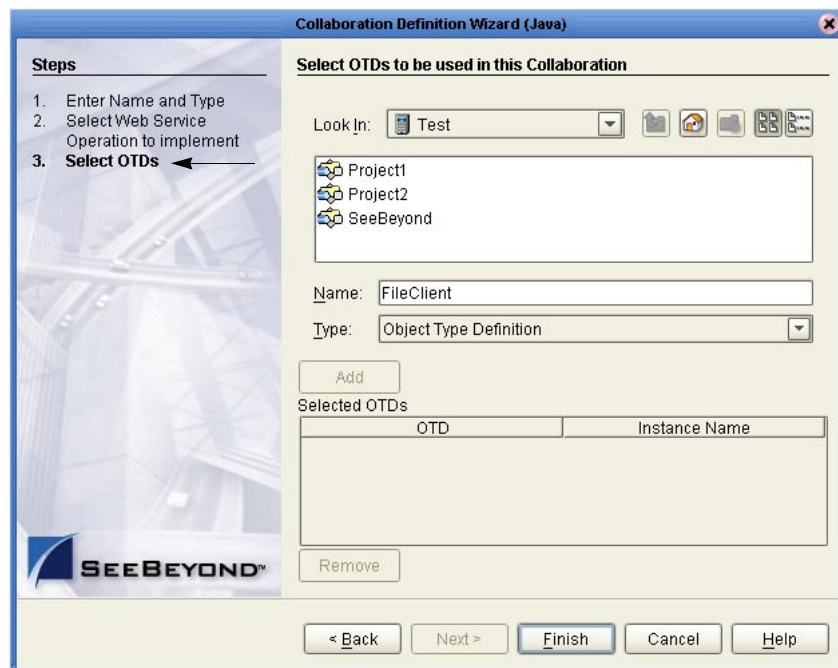 Collaboration Definition Wizard (Java)
Steps
1. Enter Name and Type
2. Select Web Service
Operation to implement
3. Select OTDs
SEEBEYOND™
Select OTDs to be used in this Collaboration
Look In: Test
Project1
Project2
SeeBeyond
Name: FileClient
Type: Object Type Definition
Add
Selected OTDs
OTD Instance Name
Remove
< Back Next > Finish Cancel Help